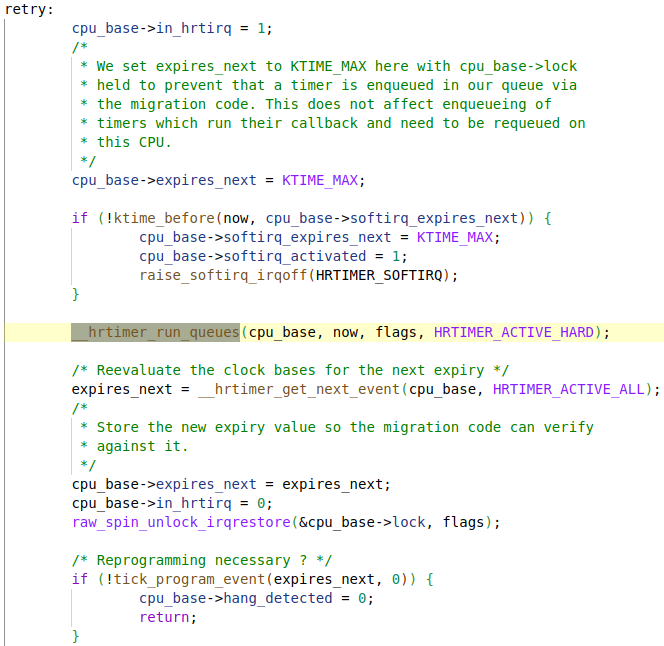 retry:
cpu_base->in_hrtirq = 1;
/*
* We set expires_next to KTIME_MAX here with cpu_base->lock
* held to prevent that a timer is enqueued in our queue via
* the migration code. This does not affect enqueueing of
* timers which run their callback and need to be requeued on
* this CPU.
*/
cpu_base->expires_next = KTIME_MAX;
if (!ktime_before(now, cpu_base->softirq_expires_next)) {
cpu_base->softirq_expires_next = KTIME_MAX;
cpu_base->softirq_activated = 1;
raise_softirq_irqoff(HRTIMER_SOFTIRQ);
}
__hrtimer_run_queues(cpu_base, now, flags, HRTIMER_ACTIVE_HARD);
/* Reevaluate the clock bases for the next expiry */
expires_next = __hrtimer_get_next_event(cpu_base, HRTIMER_ACTIVE_ALL);
/*
* Store the new expiry value so the migration code can verify
* against it.
*/
cpu_base->expires_next = expires_next;
cpu_base->in_hrtirq = 0;
raw_spin_unlock_irqrestore(&cpu_base->lock, flags);
/* Reprogramming necessary ? */
if (!tick_program_event(expires_next, 0)) {
cpu_base->hang_detected = 0;
return;
}